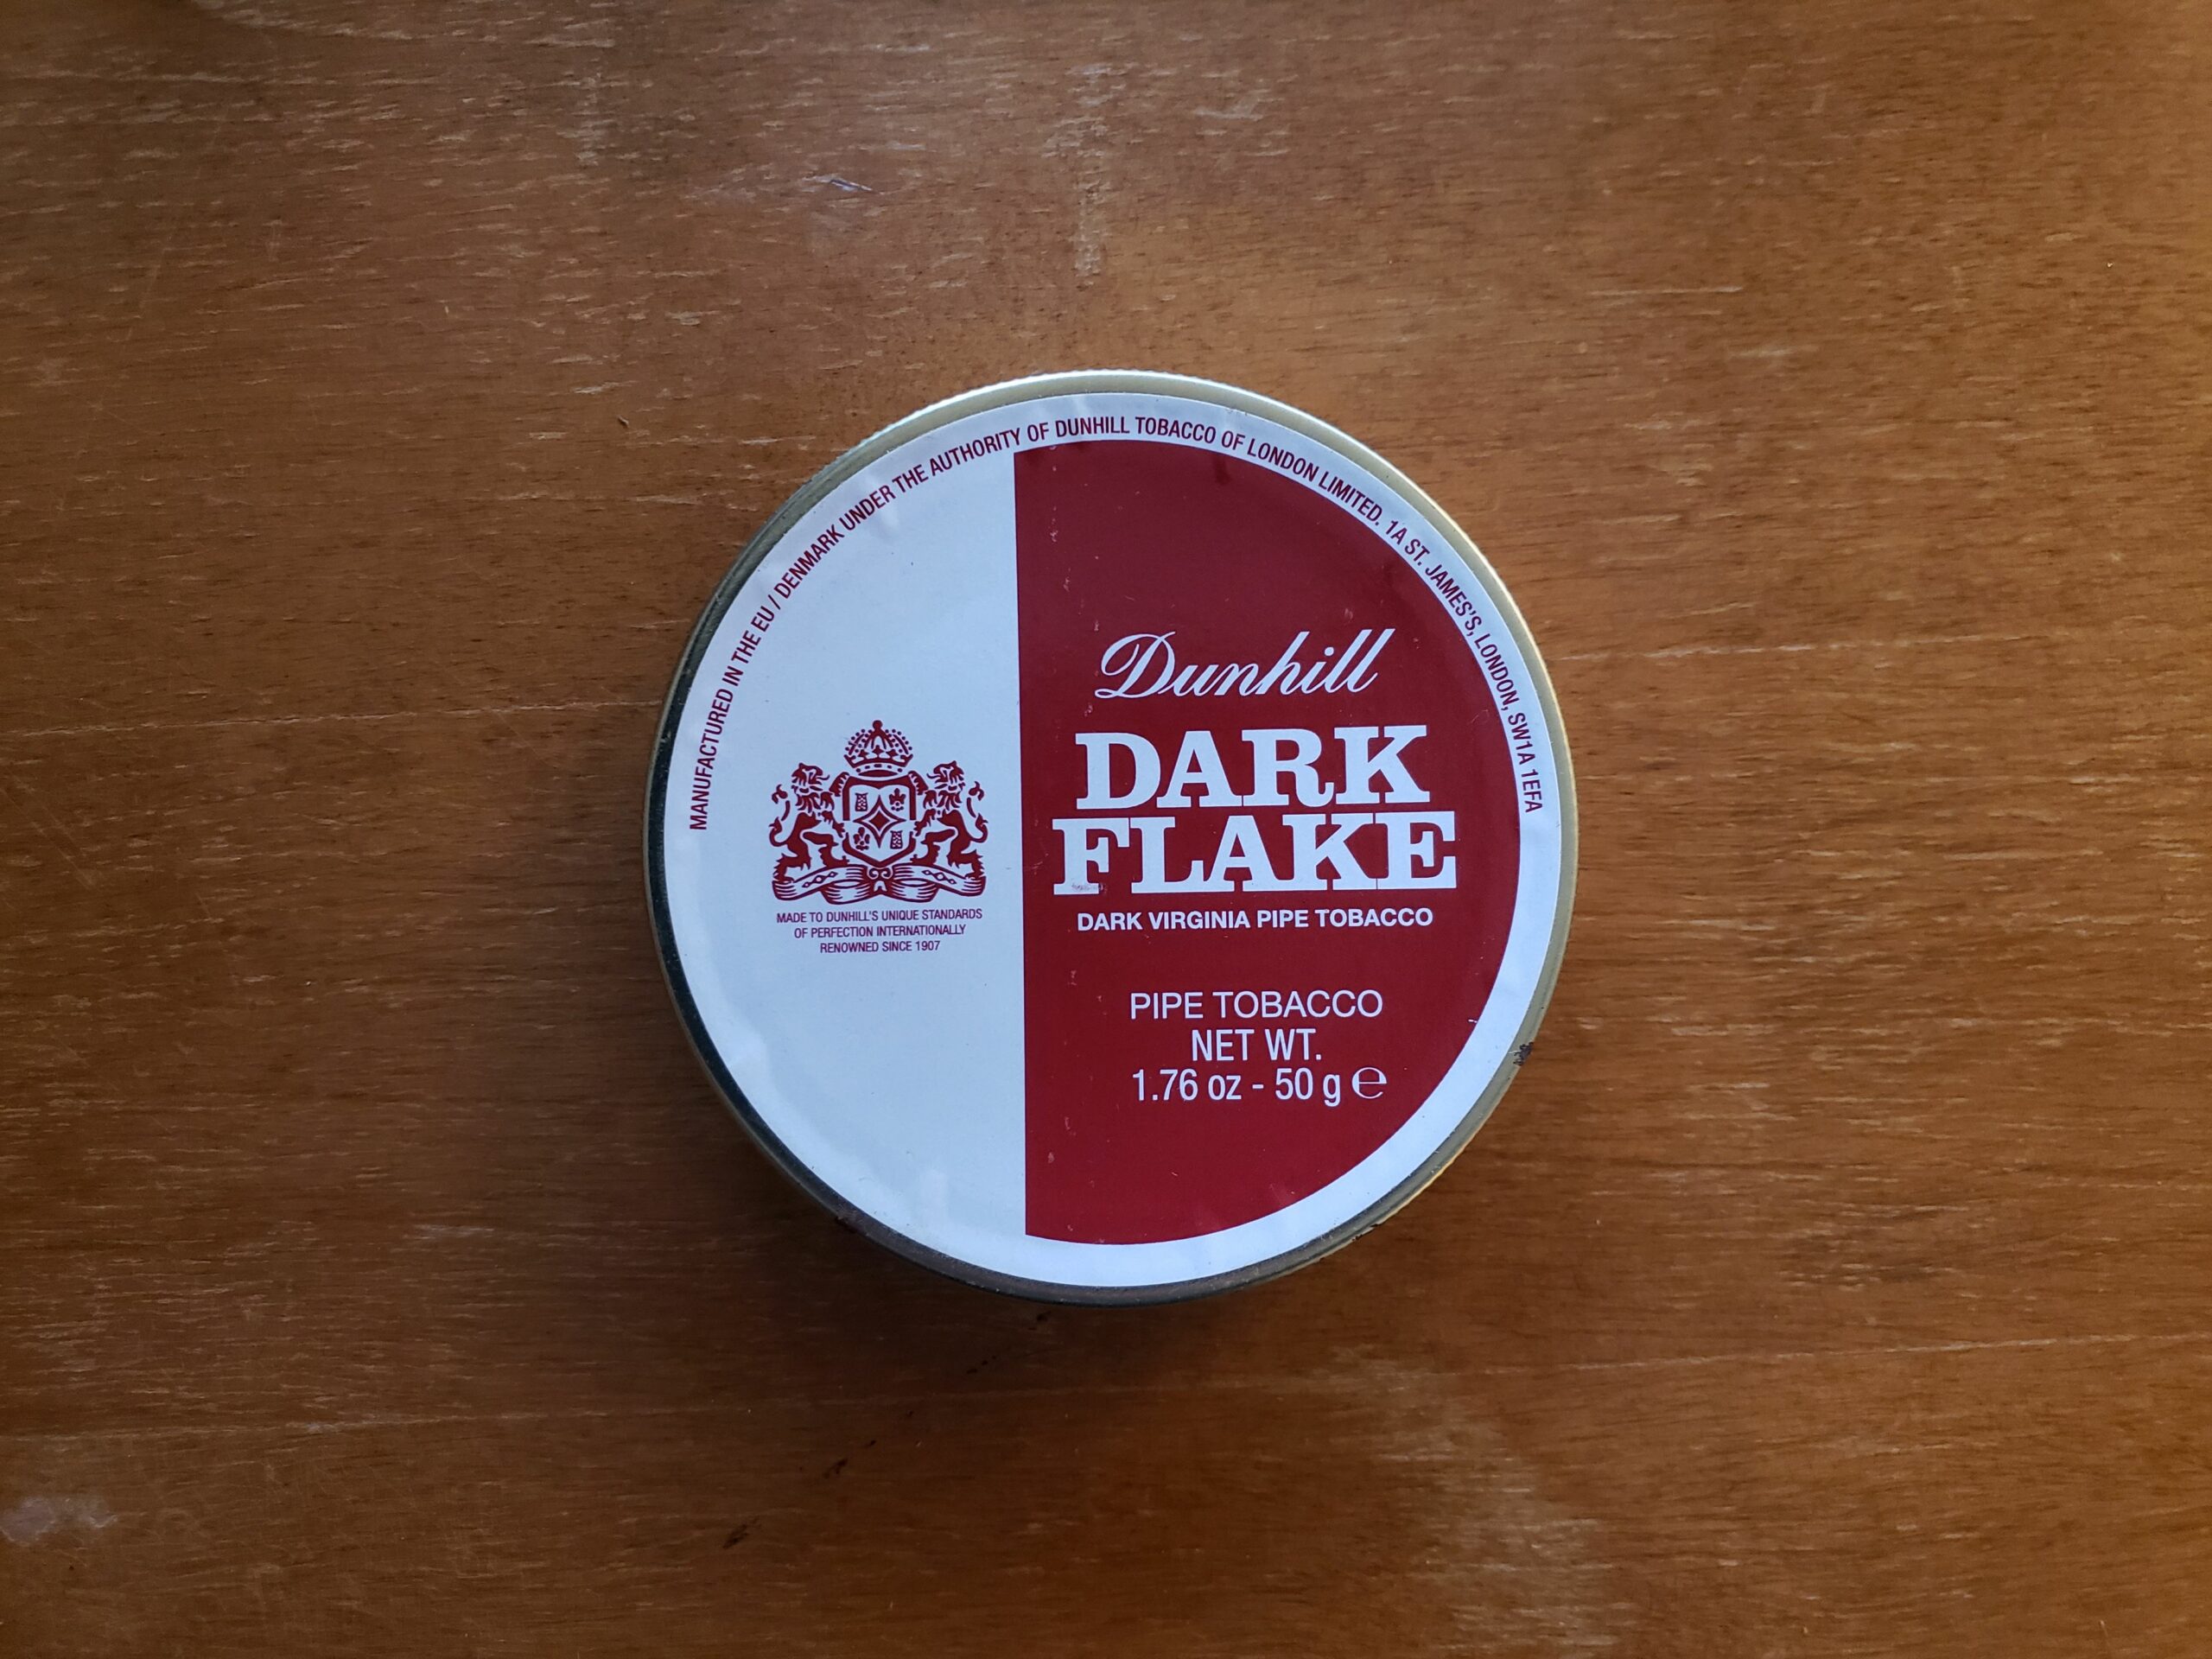 MANUFACTURED IN THE EU / DENMARK UNDER THE AUTHORITY OF DUNHILL TOBACCO OF LONDON LIMITED. 1A ST. JAMES'S, LONDON, SW1A 1EFA
MADE TO DUNHILL'S UNIQUE STANDARDS
OF PERFECTION INTERNATIONALLY
RENOWNED SINCE 1907
Dunhill
DARK
FLAKE
DARK VIRGINIA PIPE TOBACCO
PIPE TOBACCO
NET WT.
1.76 oz - 50 g ℮